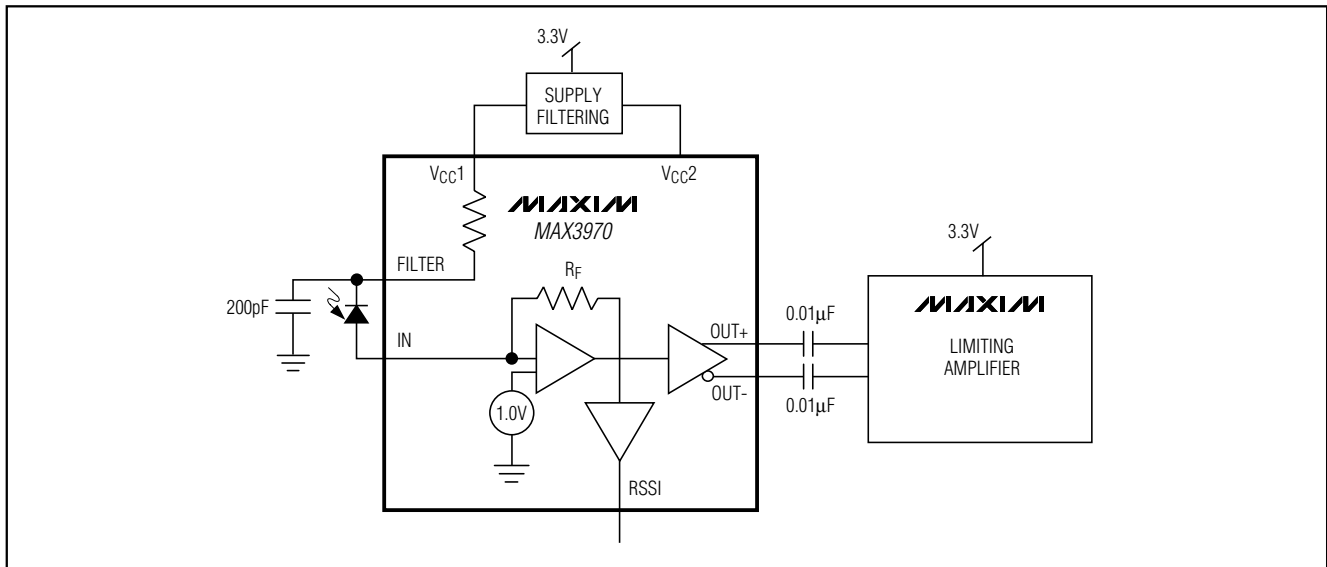 3.3V
SUPPLY
FILTERING
VCC1
VCC2
MAXIM
MAX3970
3.3V
FILTER
RF
MAXIM
200pF
0.01μF
OUT+
IN
LIMITING
AMPLIFIER
OUT-
0.01μF
1.0V
RSSI